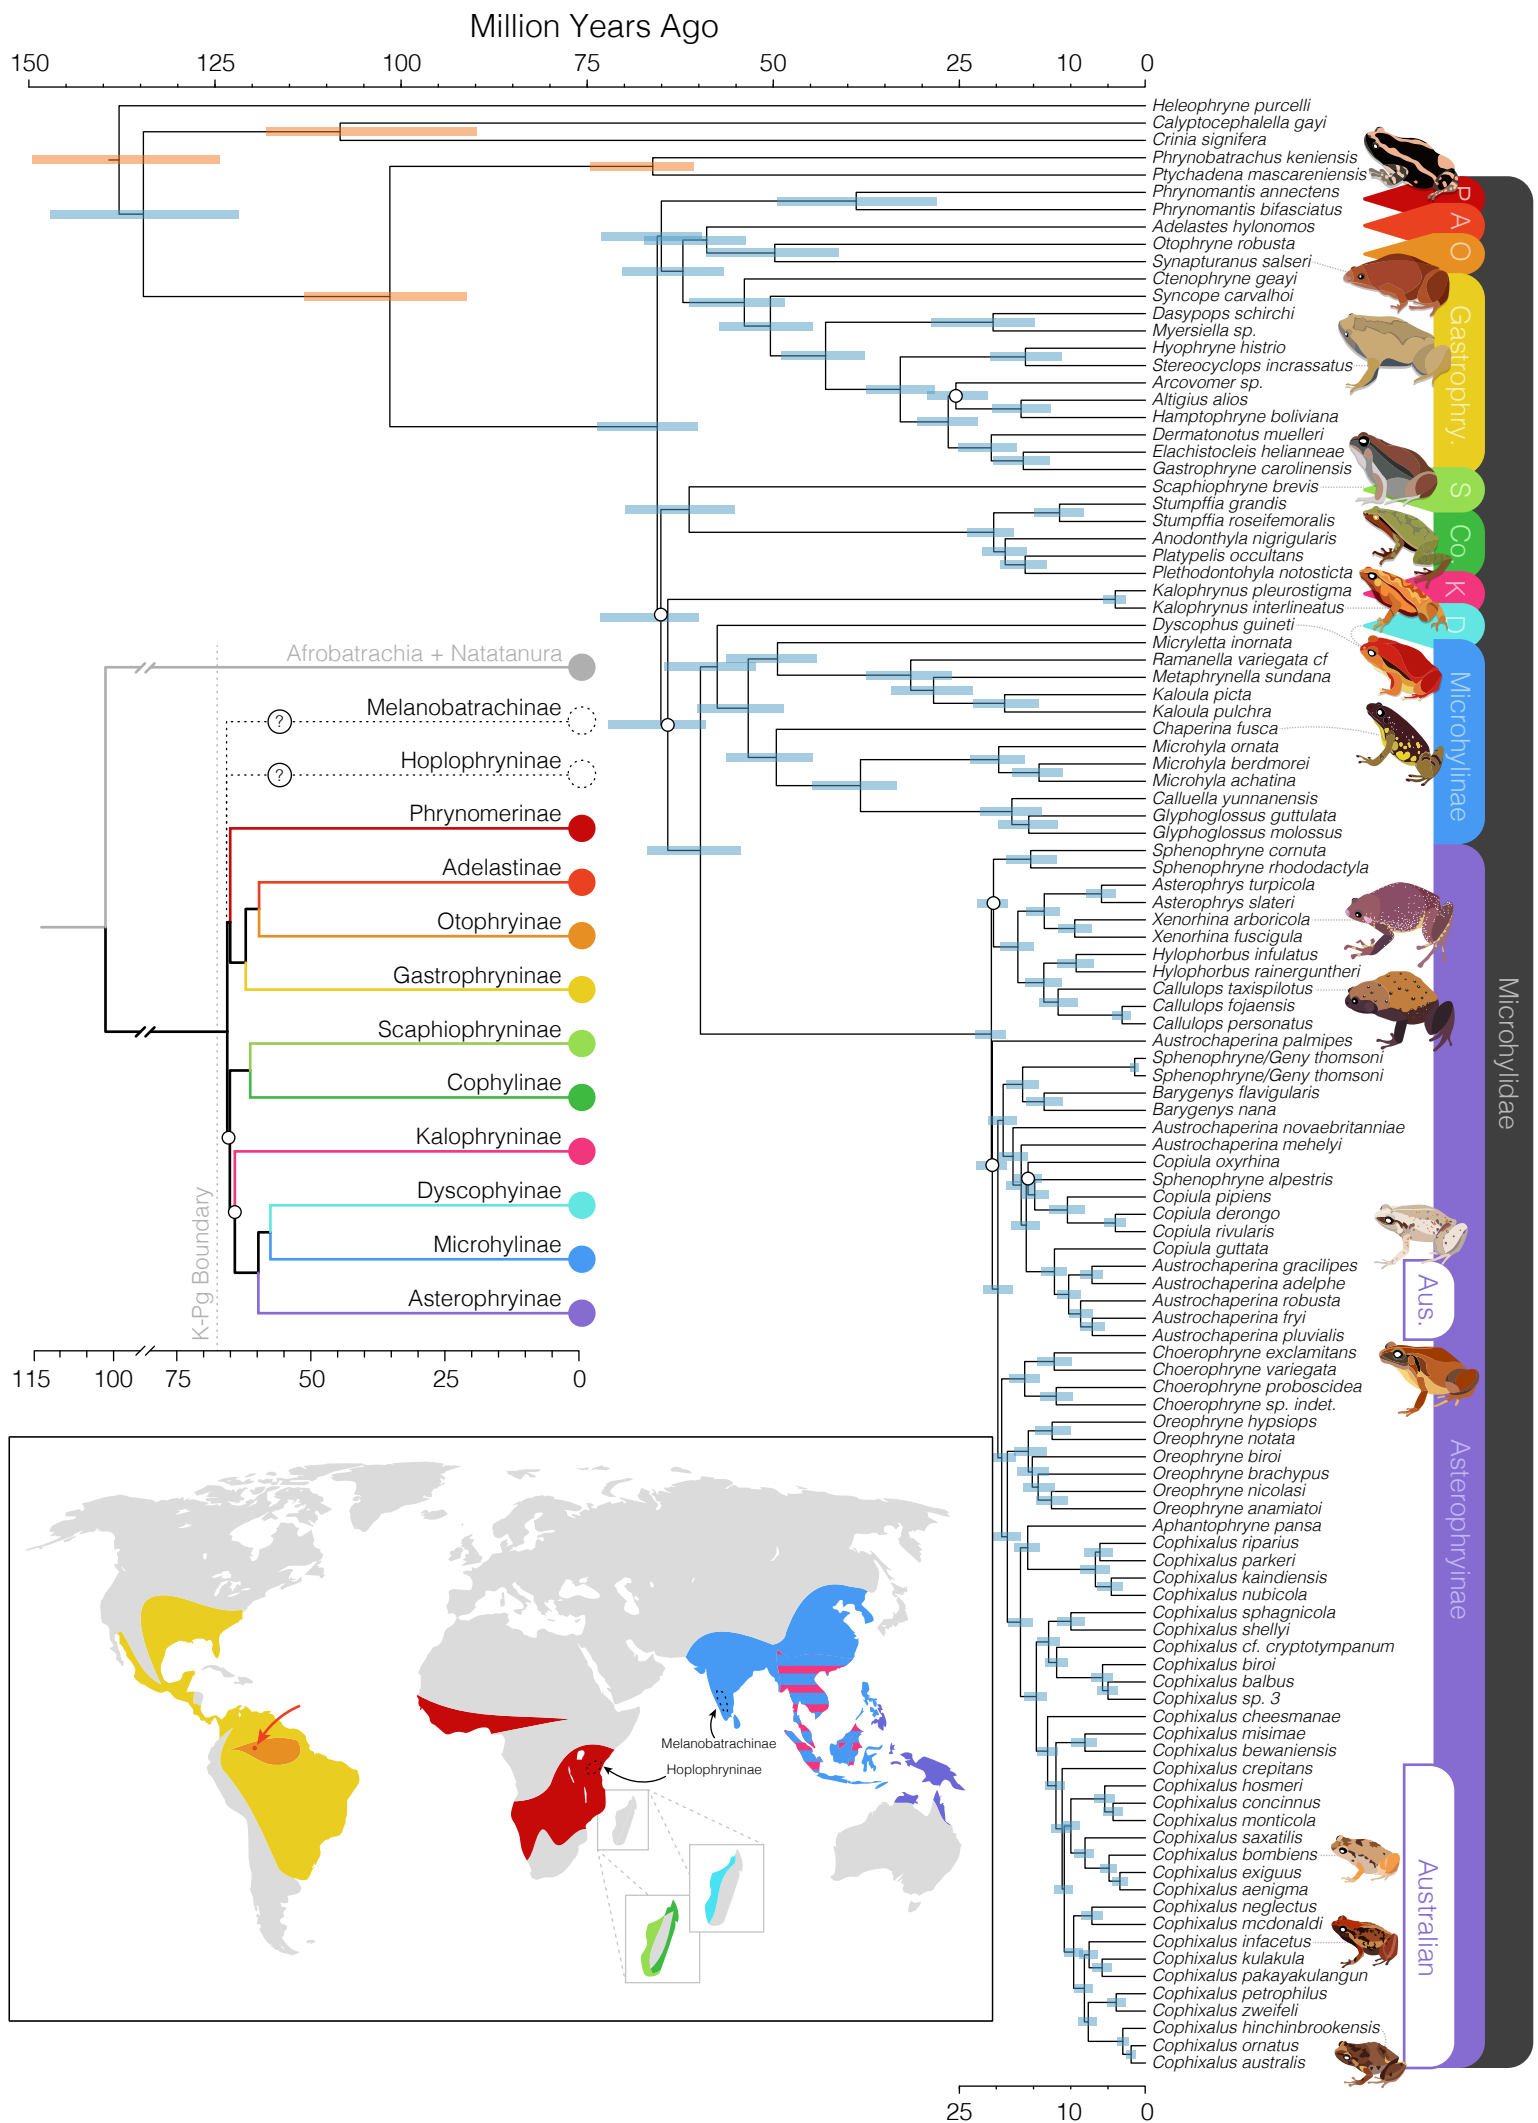 Million Years Ago
150 125 100 75 50 25 10 0
Heleophryne purcelli
Calyptocephalella gayi
Crinia signifera
Phrynobatrachus keniensis
Ptychadena mascareniensis
Phrynomantis annectens
Phrynomantis bifasciatus
Adelastes hylonomos
Otophryne robusta
Synapturanus salseri
Ctenophryne geayi
Syncope carvalhoi
Dasypops schirchi
Myersiella sp.
Hyophryne histrio
Stereocyclops incrassatus
Arcovomer sp.
Altigius alios
Hamptophryne boliviana
Dermatonotus muelleri
Elachistocleis helianneae
Gastrophryne carolinensis
Scaphiophryne brevis
Stumpffia grandis
Stumpffia roseifemoralis
Anodonthyla nigrigularis
Platypelis occultans
Plethodontohyla notosticta
Kalophrynus pleurostigma
Kalophrynus interlineatus
Dyscophus guineti
Micryletta inornata
Ramanella variegata cf
Metaphrynella sundana
Kaloula picta
Kaloula pulchra
Chaperina fusca
Microhyla ornata
Microhyla berdmorei
Microhyla achatina
Calluella yunnanensis
Glyphoglossus guttulata
Glyphoglossus molossus
Sphenophryne cornuta
Sphenophryne rhododactyla
Asterophrys turpicola
Asterophrys slateri
Xenorhina arboricola
Xenorhina fuscigula
Hylophorbus infulatus
Hylophorbus rainerguntheri
Callulops taxispilotus
Callulops fojaensis
Callulops personatus
Austrochaperina palmipes
Sphenophryne/Geny thomsoni
Sphenophryne/Geny thomsoni
Barygenys flavigularis
Barygenys nana
Austrochaperina novaebritanniae
Austrochaperina mehelyi
Copiula oxyrhina
Sphenophryne alpestris
Copiula pipiens
Copiula derongo
Copiula rivularis
Copiula guttata
Austrochaperina gracilipes
Austrochaperina adelphe
Austrochaperina robusta
Austrochaperina fryi
Austrochaperina pluvialis
Choerophryne exclamitans
Choerophryne variegata
Choerophryne proboscidea
Choerophryne sp. indet.
Oreophryne hypsiops
Oreophryne notata
Oreophryne biroi
Oreophryne brachypus
Oreophryne nicolasi
Oreophryne anamiatoi
Aphantophryne pansa
Cophixalus riparius
Cophixalus parkeri
Cophixalus kaindiensis
Cophixalus nubicola
Cophixalus sphagnicola
Cophixalus shellyi
Cophixalus cf. cryptotympanum
Cophixalus biroi
Cophixalus balbus
Cophixalus sp. 3
Cophixalus cheesmanae
Cophixalus misimae
Cophixalus bewaniensis
Cophixalus crepitans
Cophixalus hosmeri
Cophixalus concinnus
Cophixalus monticola
Cophixalus saxatilis
Cophixalus bombiens
Cophixalus exiguus
Cophixalus aenigma
Cophixalus neglectus
Cophixalus mcdonaldi
Cophixalus infacetus
Cophixalus kulakula
Cophixalus pakayakulangun
Cophixalus petrophilus
Cophixalus zweifeli
Cophixalus hinchinbrookensis
Cophixalus ornatus
Cophixalus australis
25 10 0
P
A
O
Gastrophry.
S
Co
K
D
Microhylinae
Asterophryinae
Aus.
Australian
Microhylidae
Afrobatrachia + Natatanura
? Melanobatrachinae
? Hoplophryninae
Phrynomerinae
Adelastinae
Otophryinae
Gastrophryninae
Scaphiophryninae
Cophylinae
Kalophryninae
Dyscophyinae
Microhylinae
Asterophryinae
K-Pg Boundary
115 100 75 50 25 0
Melanobatrachinae
Hoplophryninae